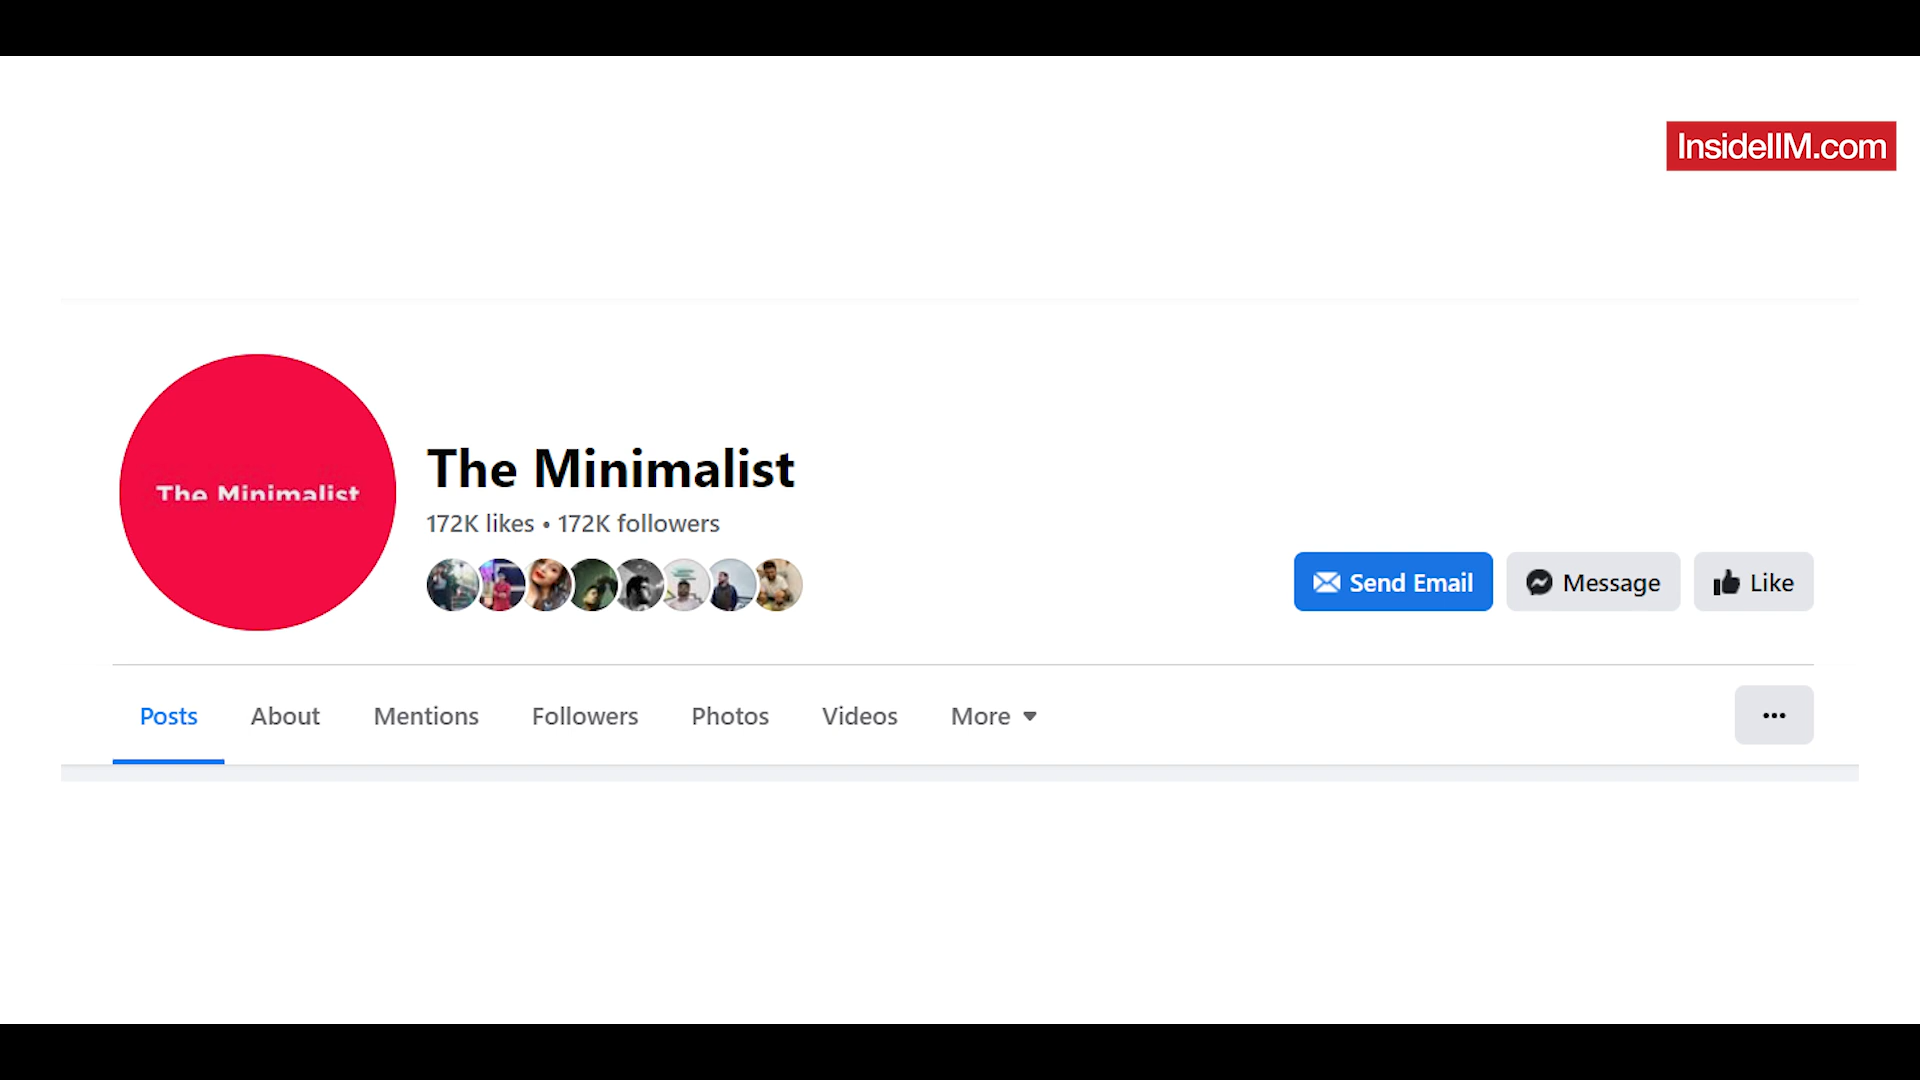 InsideIIM.com
The Minimalist
The Minimalist
172K likes • 172K followers
Send Email
Message
Like
Posts
About
Mentions
Followers
Photos
Videos
More